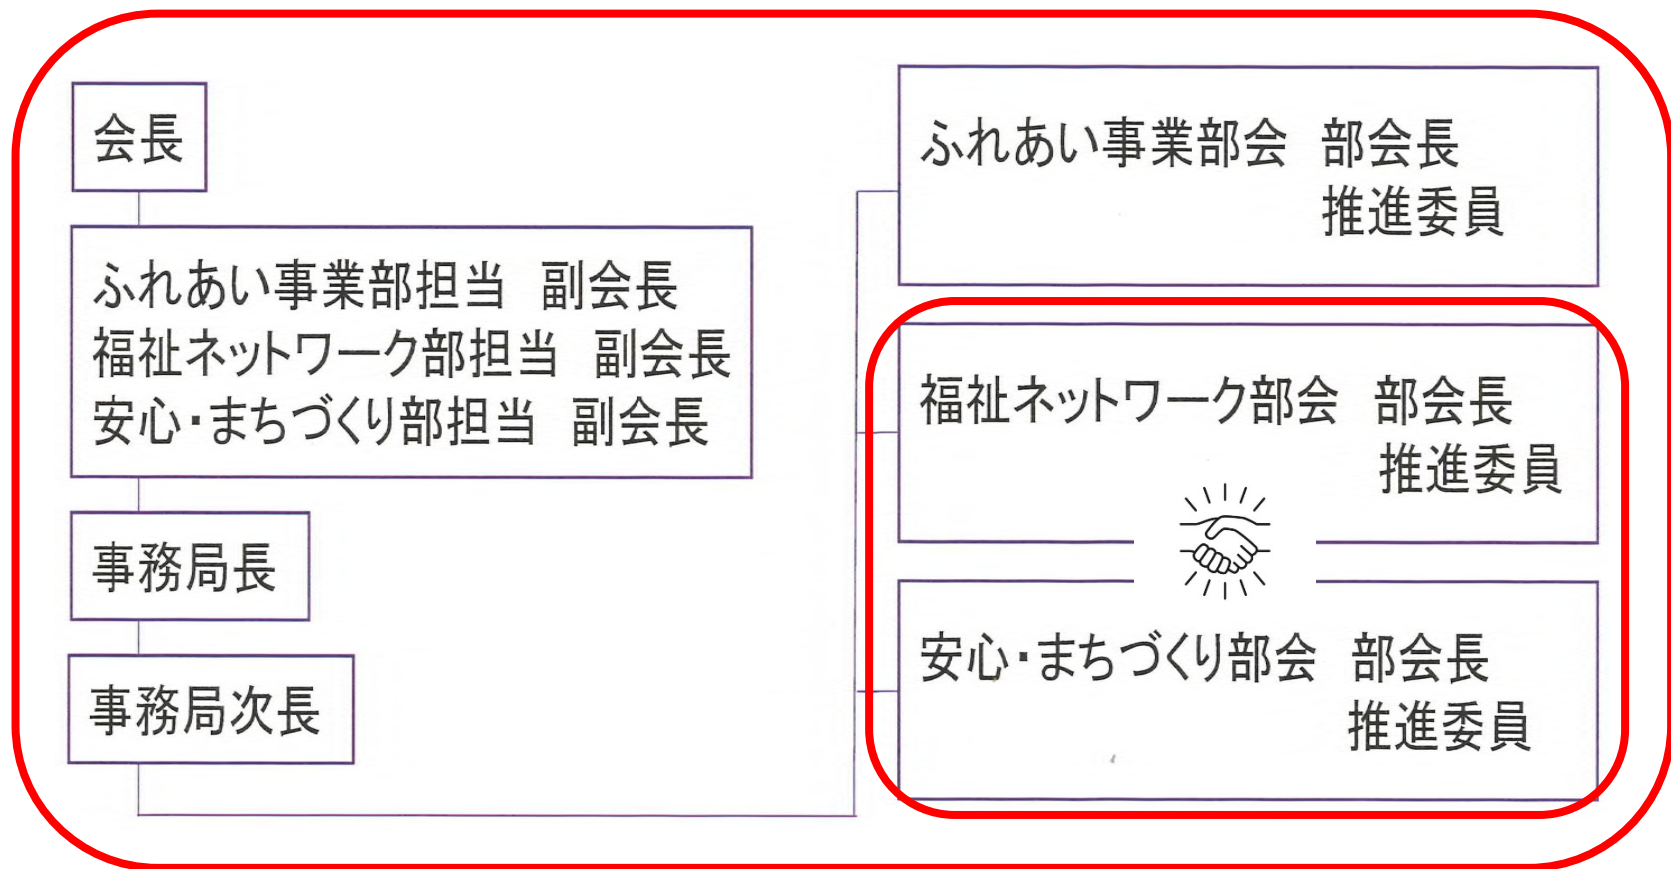 会長
ふれあい事業部担当　副会長
福祉ネットワーク部担当　副会長
安心・まちづくり部担当　副会長
事務局長
事務局次長
ふれあい事業部会　部会長
推進委員
福祉ネットワーク部会　部会長
推進委員
安心・まちづくり部会　部会長
推進委員